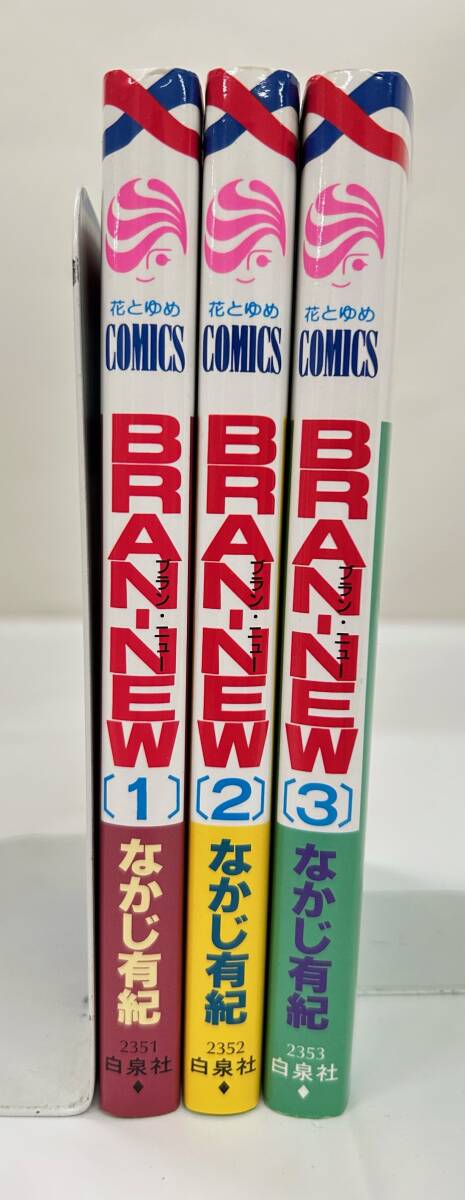 花とゆめ
COMICS
BRAN-NEW
ブラン・ニュー
〔1〕
なかじ有紀
2351
白泉社
花とゆめ
COMICS
BRAN-NEW
ブラン・ニュー
〔2〕
なかじ有紀
2352
白泉社
花とゆめ
COMICS
BRAN-NEW
ブラン・ニュー
〔3〕
なかじ有紀
2353
白泉社